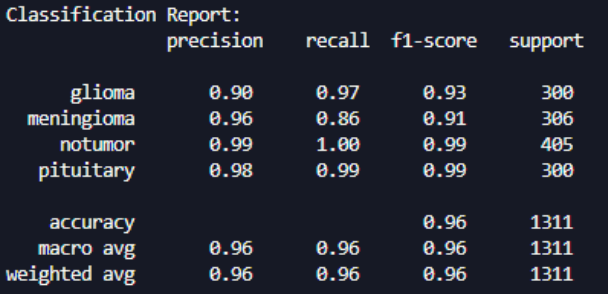 Classification Report:
precision recall f1-score support
glioma 0.90 0.97 0.93 300
meningioma 0.96 0.86 0.91 306
notumor 0.99 1.00 0.99 405
pituitary 0.98 0.99 0.99 300
accuracy 0.96 1311
macro avg 0.96 0.96 0.96 1311
weighted avg 0.96 0.96 0.96 1311